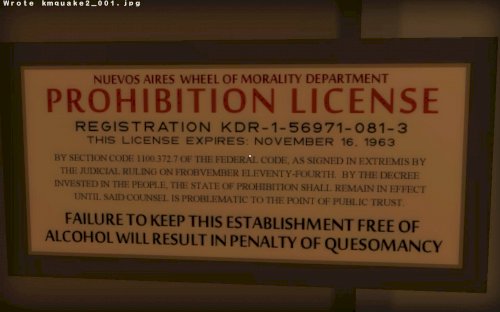 Wrote kmquake2_001.jpg
NUEVOS AIRES WHEEL OF MORALITY DEPARTMENT
PROHIBITION LICENSE
REGISTRATION KDR-1-56971-081-3
THIS LICENSE EXPIRES: NOVEMBER 16, 1963
BY SECTION CODE 1100.372.7 OF THE FEDERAL CODE, AS SIGNED IN EXTREMIS BY
THE JUDICIAL RULING ON FROBVEMBER ELEVENTY-FOURTH. BY THE DECREE
INVESTED IN THE PEOPLE, THE STATE OF PROHIBITION SHALL REMAIN IN EFFECT
UNTIL SAID COUNSEL IS PROBLEMATIC TO THE POINT OF PUBLIC TRUST.
FAILURE TO KEEP THIS ESTABLISHMENT FREE OF
ALCOHOL WILL RESULT IN PENALTY OF QUESOMANCY